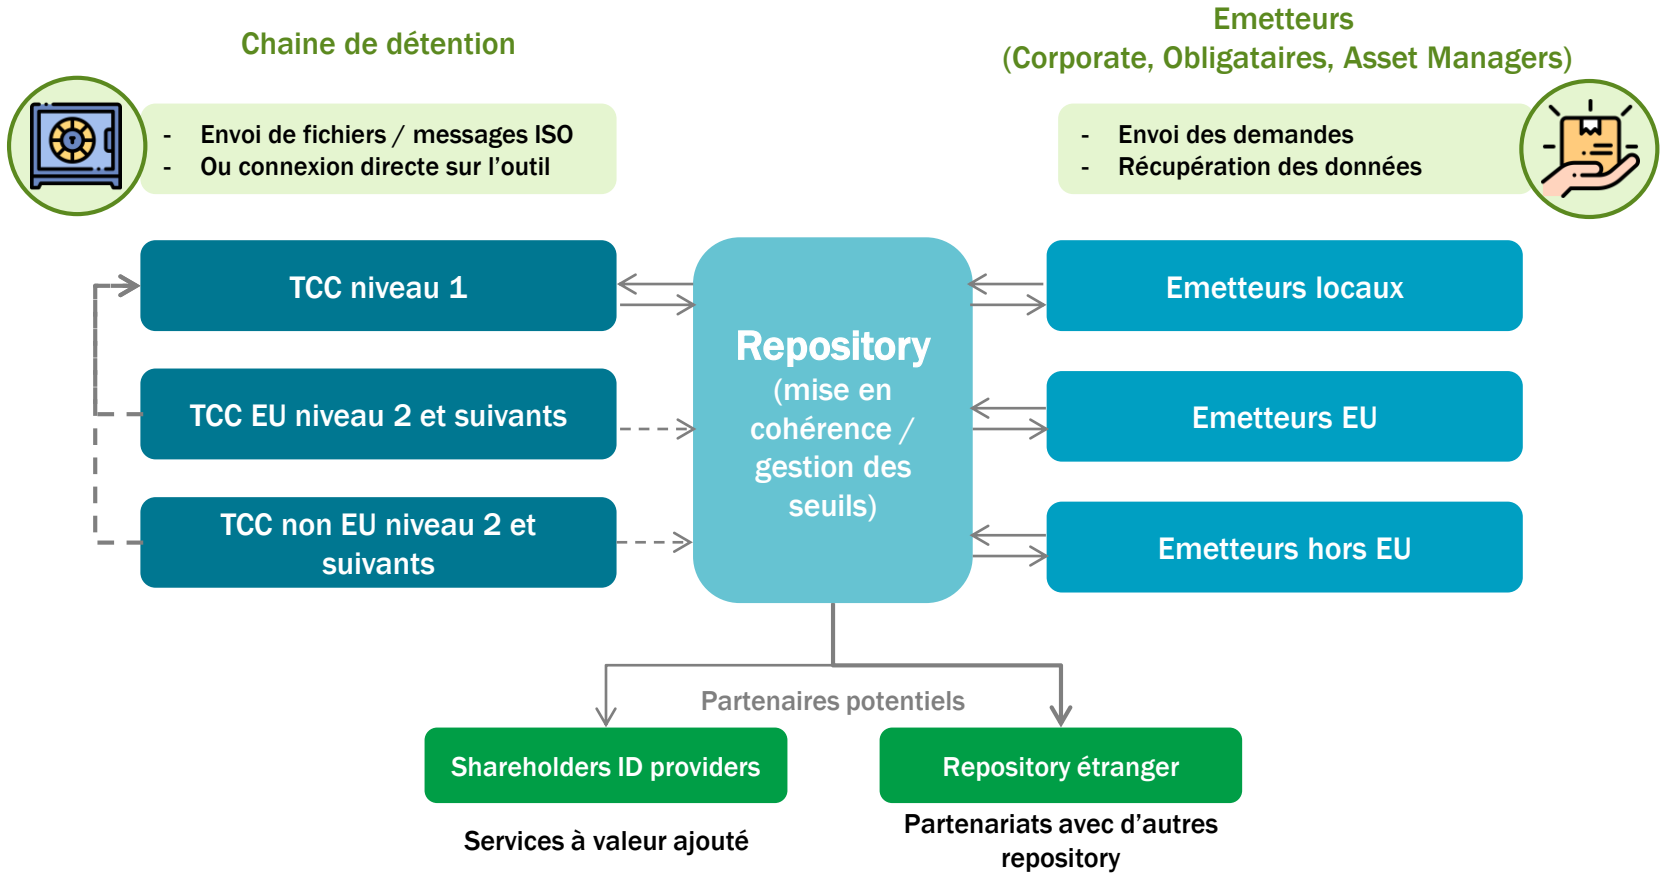 Chaine de détention
Emetteurs
(Corporate, Obligataires, Asset Managers)
- Envoi de fichiers / messages ISO
- Ou connexion directe sur l'outil
- Envoi des demandes
- Récupération des données
TCC niveau 1
TCC EU niveau 2 et suivants
TCC non EU niveau 2 et
suivants
Repository
(mise en
cohérence /
gestion des
seuils)
Emetteurs locaux
Emetteurs EU
Emetteurs hors EU
Partenaires potentiels
Shareholders ID providers
Services à valeur ajouté
Repository étranger
Partenariats avec d'autres
repository